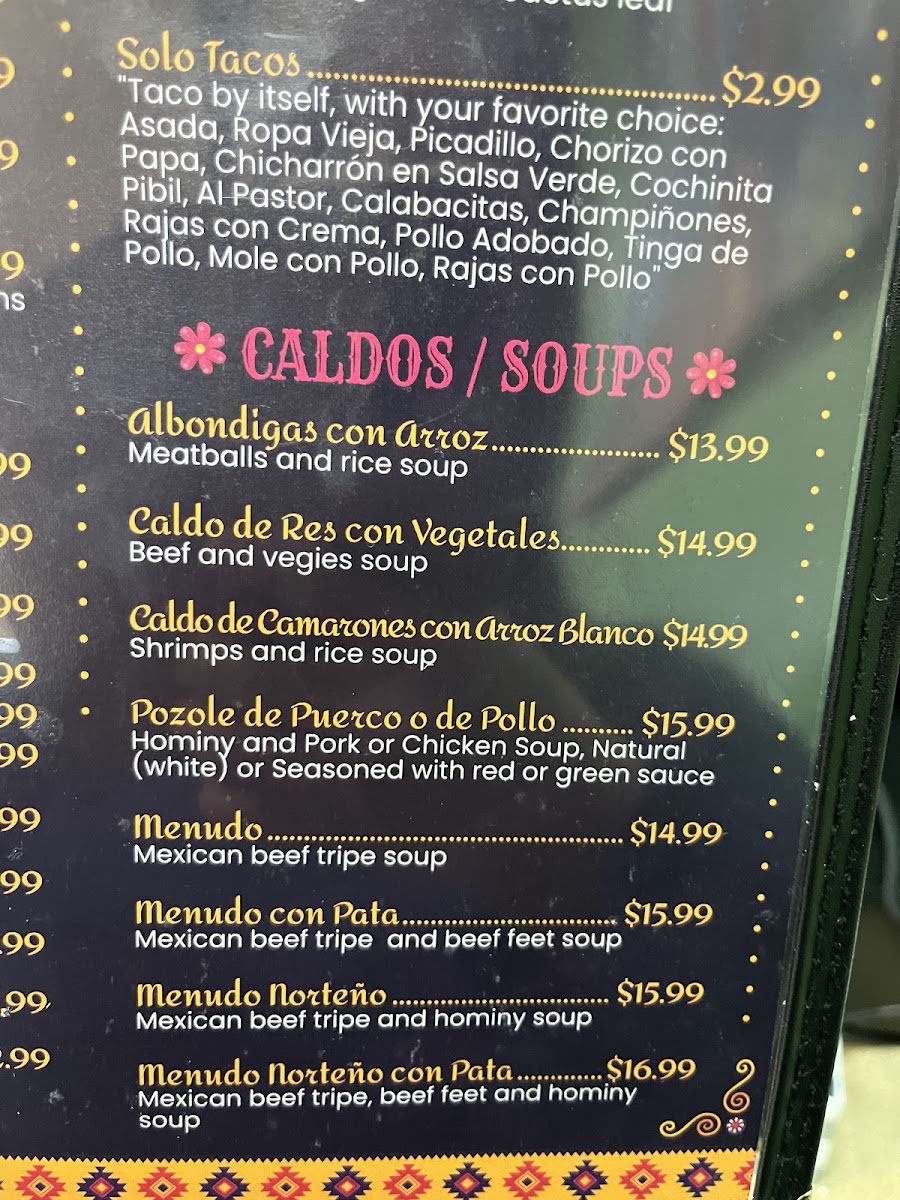 Solo Tacos ........ $2.99
"Taco by itself, with your favorite choice:
Asada, Ropa Vieja, Picadillo, Chorizo con
Papa, Chicharrón en Salsa Verde, Cochinita
Pibil, Al Pastor, Calabacitas, Champiñones,
Rajas con Crema, Pollo Adobado, Tinga de
Pollo, Mole con Pollo, Rajas con Pollo"
CALDOS / SOUPS
Albondigas con Arroz........ $13.99
Meatballs and rice soup
Caldo de Res con Vegetales........ $14.99
Beef and vegies soup
Caldo de Camarones con Arroz Blanco $14.99
Shrimps and rice soup
Pozole de Puerco o de Pollo ........ $15.99
Hominy and Pork or Chicken Soup, Natural
(white) or Seasoned with red or green sauce
Menudo........ $14.99
Mexican beef tripe soup
Menudo con Pata........ $15.99
Mexican beef tripe and beef feet soup
Menudo Norteño ........ $15.99
Mexican beef tripe and hominy soup
Menudo Norteño con Pata........ $16.99
Mexican beef tripe, beef feet and hominy
soup